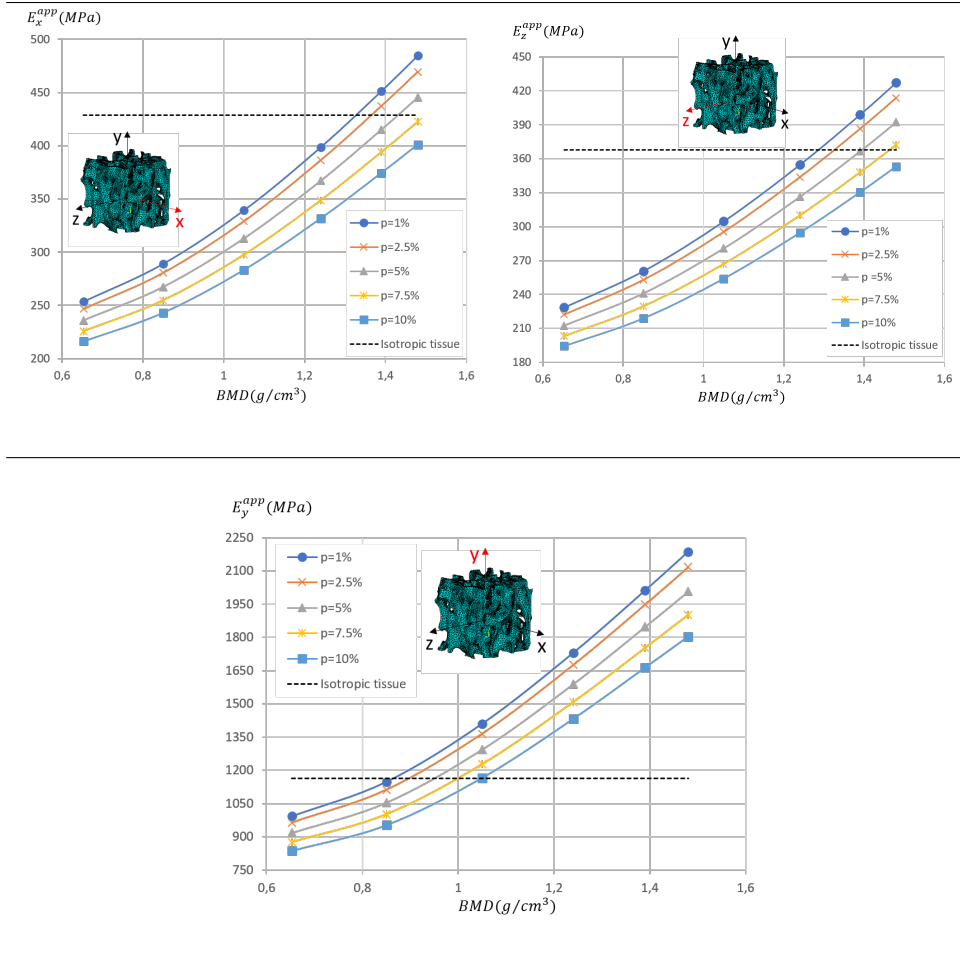 E_x^{app}(MPa)
500
450
400
350
300
250
200
0,6 0,8 1 1,2 1,4 1,6
BMD(g/cm³)
y
z
x
p=1%
p=2.5%
p=5%
p=7.5%
p=10%
Isotropic tissue
E_z^{app}(MPa)
450
420
390
360
330
300
270
240
210
180
0,6 0,8 1 1,2 1,4 1,6
BMD(g/cm³)
y
z
x
p=1%
p=2.5%
p =5%
p=7.5%
p=10%
Isotropic tissue
E_y^{app}(MPa)
2250
2100
1950
1800
1650
1500
1350
1200
1050
900
750
0,6 0,8 1 1,2 1,4 1,6
BMD(g/cm³)
p=1%
p=2.5%
p=5%
p=7.5%
p=10%
Isotropic tissue
y
z
x